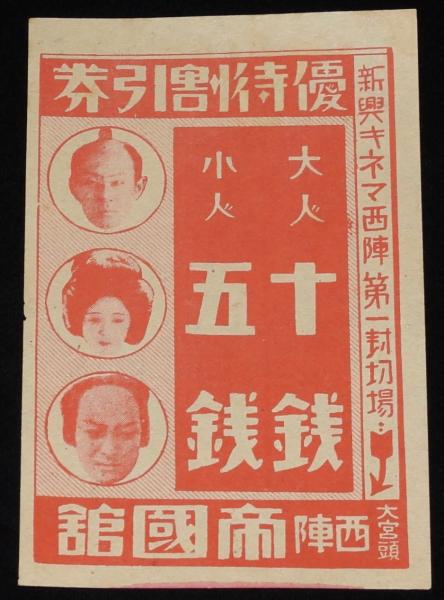 優待割引券
新興キネマ西陣第一封切場・・
大人 十銭
小人 五銭
大宮頭
西陣 帝國館